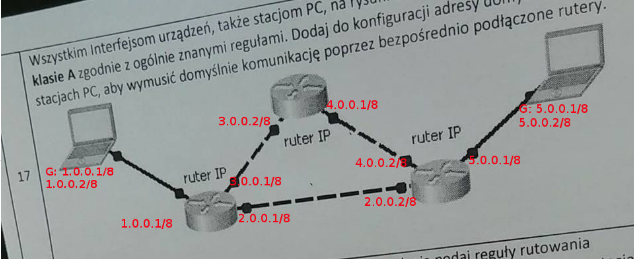 Wszystkim Interfejsom urządzeń, także stacjom PC, na
klasie A zgodnie z ogólnie znanymi regułami. Dodaj do konfiguracji adresy
stacjach PC, aby wymusić domyślnie komunikację poprzez bezpośrednio podłączone rutery.
4.0.0.1/8
G: 5.0.0.1/8
3.0.0.2/8
5.0.0.2/8
ruter IP
ruter IP
17
G: 1.0.0.1/8
4.0.0.2/8
5.0.0.1/8
ruter IP
1.0.0.2/8
3.0.0.1/8
2.0.0.2/8
1.0.0.1/8
2.0.0.1/8
podaj reguły rutowania